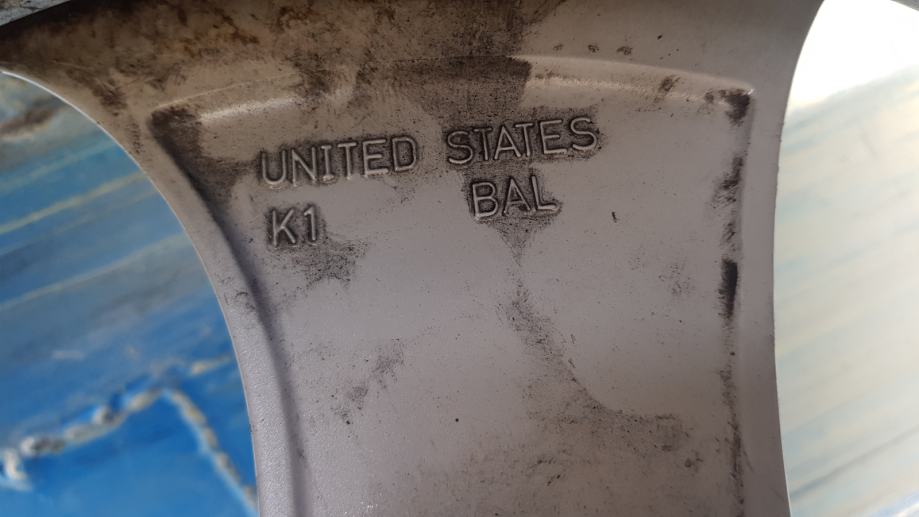 UNITED STATES
K1 BAL